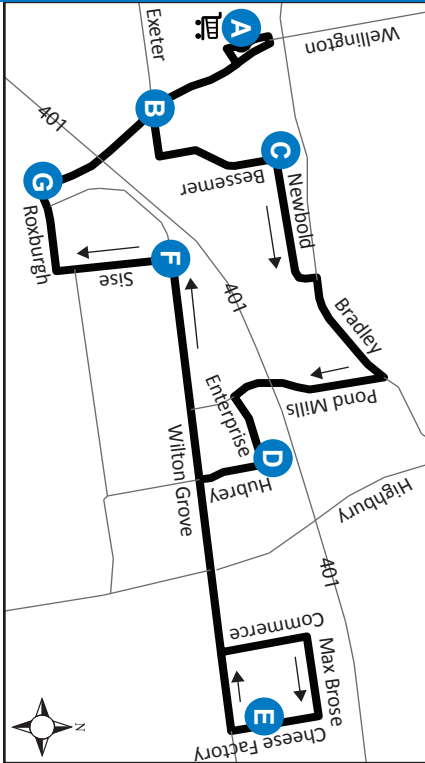 A
Wellington
Exeter
401
B
C
Bessemer
Newbold
G
Roxburgh
F
Sise
401
Bradley
Pond Mills
Enterprise
D
Hubrey
Wilton Grove
Highbury
401
Commerce
Max Brose
E
Cheese Factory
N